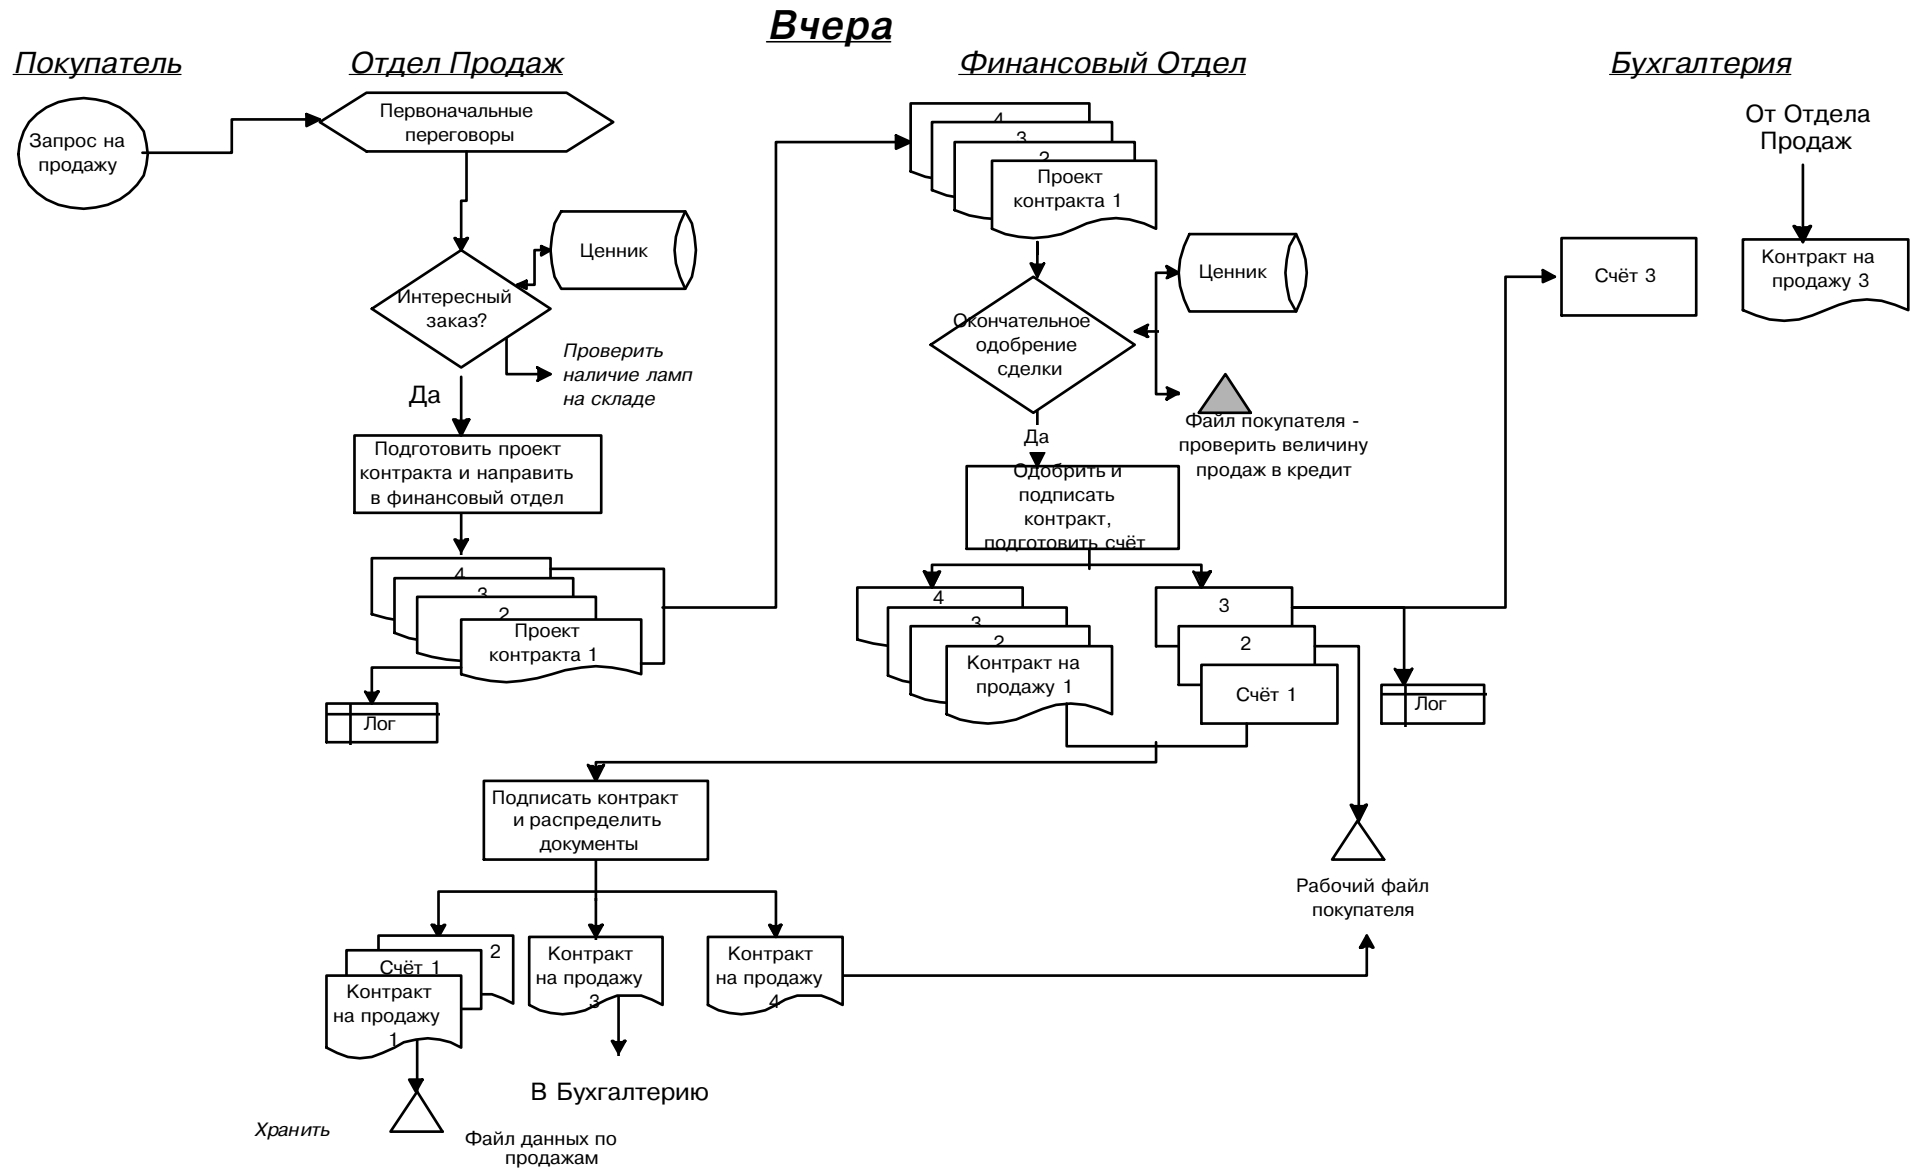 Вчера
Покупатель
Отдел Продаж
Финансовый Отдел
Бухгалтерия
Запрос на
продажу
Первоначальные
переговоры
Ценник
Интересный
заказ?
Проверить
наличие ламп
на складе
Да
Подготовить проект
контракта и направить
в финансовый отдел
4
3
2
Проект
контракта 1
Лог
4
3
2
Проект
контракта 1
Ценник
Окончательное
одобрение
сделки
Файл покупателя -
проверить величину
продаж в кредит
Да
Одобрить и
подписать
контракт,
подготовить счёт
4
3
2
Контракт на
продажу 1
3
2
Счёт 1
Лог
От Отдела
Продаж
Счёт 3
Контракт на
продажу 3
Подписать контракт
и распределить
документы
Рабочий файл
покупателя
2
Счёт 1
Контракт
на продажу
1
Контракт
на продажу
3
Контракт
на продажу
4
В Бухгалтерию
Хранить
Файл данных по
продажам